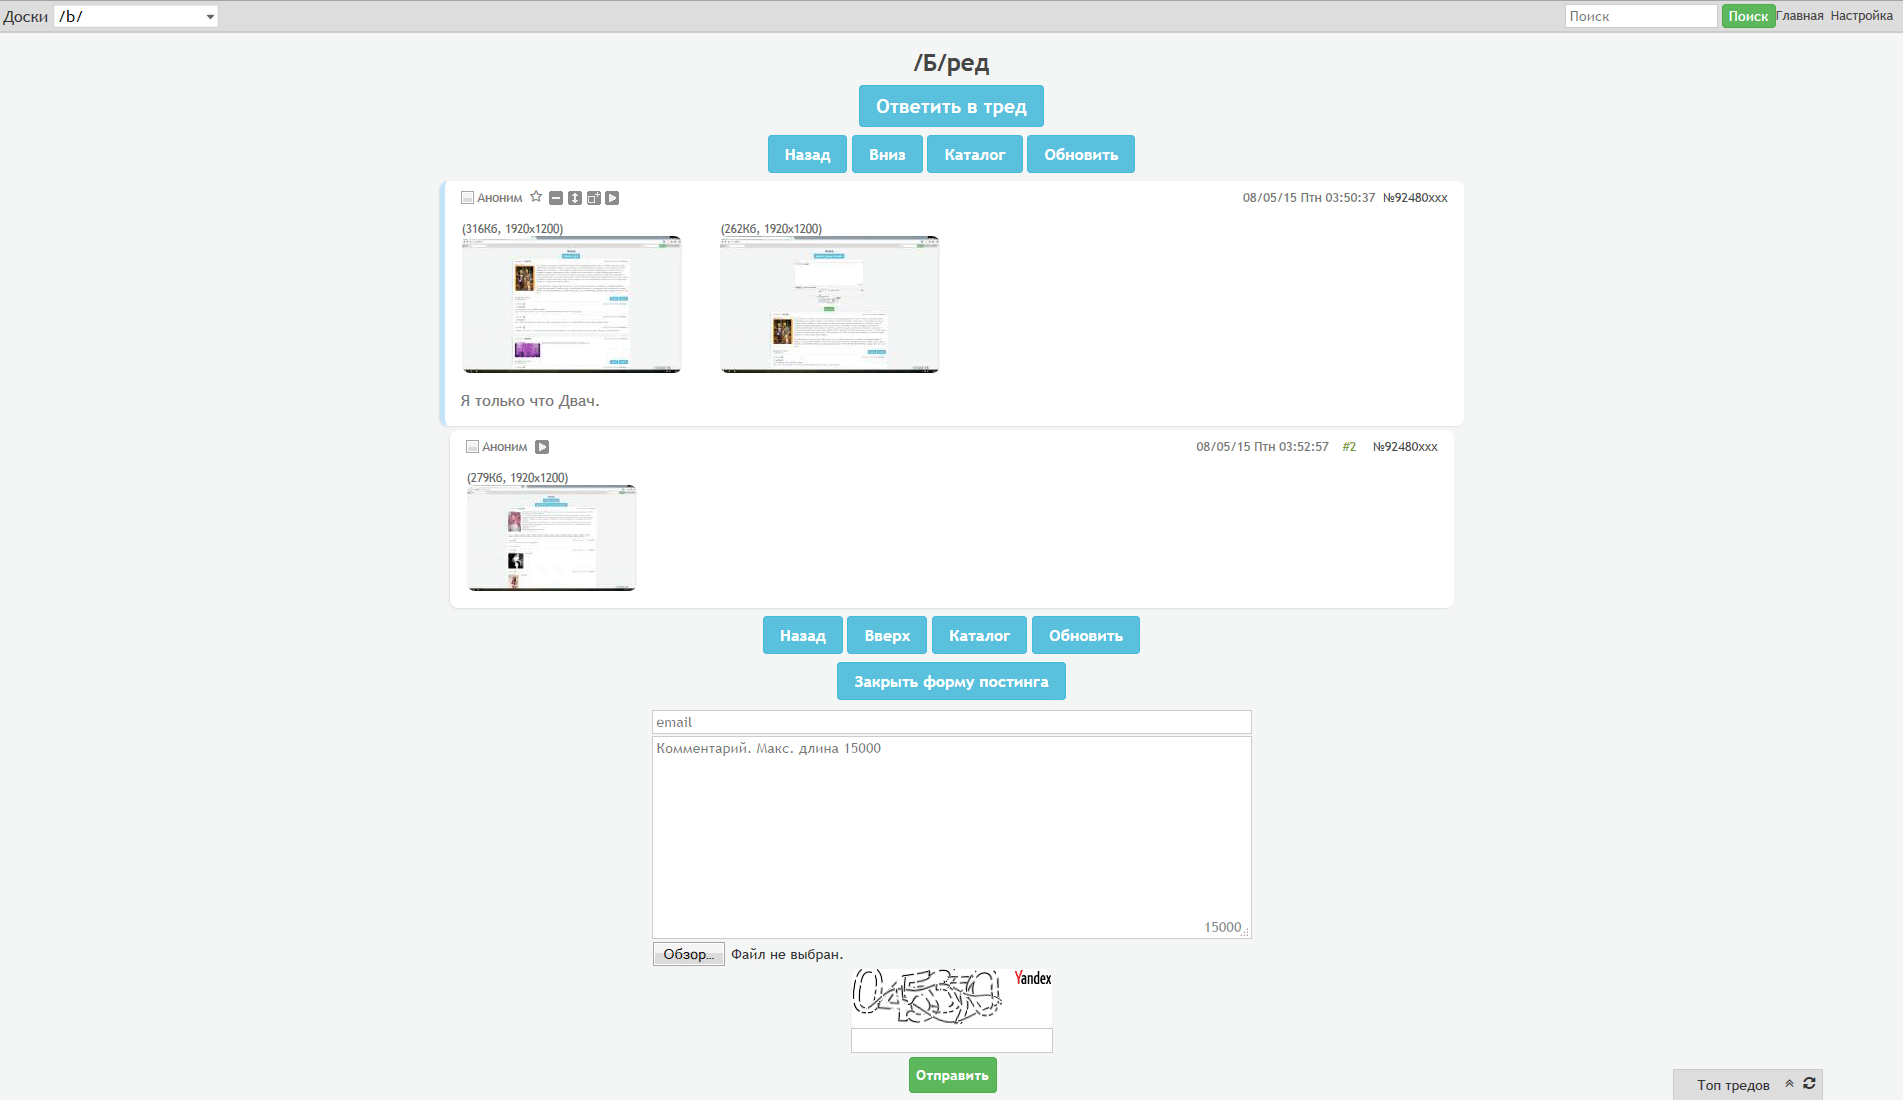 Доски /b/ Поиск Поиск Главная Настройка
/Б/ред
Ответить в тред
Назад Вниз Каталог Обновить
Аноним 08/05/15 Птн 03:50:37 №92480xxx
(316Кб, 1920x1200) (262Кб, 1920x1200)
Я только что Двач.
Аноним 08/05/15 Птн 03:52:57 #2 №92480xxx
(279Кб, 1920x1200)
Назад Вверх Каталог Обновить
Закрыть форму постинга
email
Комментарий. Макс. длина 15000
15000
Обзор... Файл не выбран.
Yandex
Отправить
Топ тредов